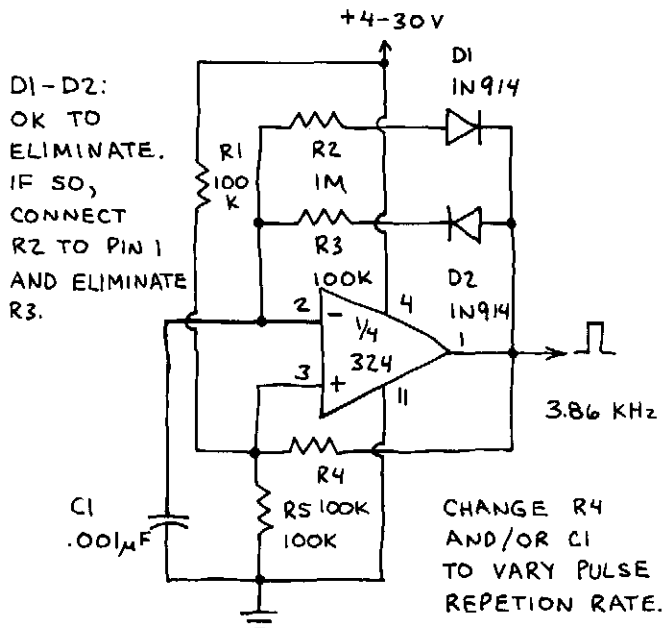 +4-30V
D1
1N914
D1-D2:
OK TO
ELIMINATE.
IF SO,
CONNECT
R2 TO PIN 1
AND ELIMINATE
R3.
R1
100
K
R2
1M
R3
100K
D2
1N914
2
-
1/4
324
3
+
4
1
11
3.86 KHz
R4
100K
R5
100K
C1
.001µF
CHANGE R4
AND/OR C1
TO VARY PULSE
REPETION RATE.